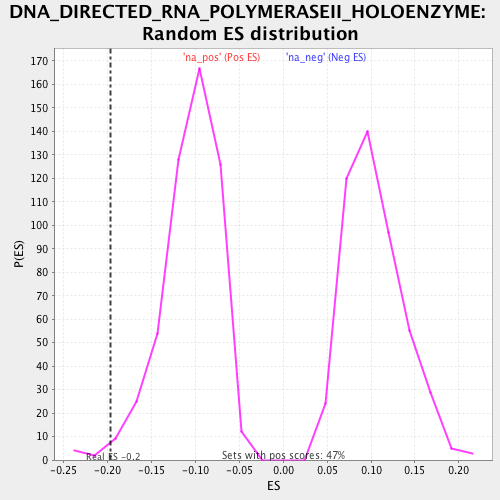 DNA_DIRECTED_RNA_POLYMERASEII_HOLOENZYME:
Random ES distribution
'na_pos' (Pos ES) 'na_neg' (Neg ES)
170
160
150
140
130
120
110
100
90
80
70
60
50
40
30
20
10
0
P(ES)
Real ES -0.2
Sets with pos scores: 47%
-0.25 -0.20 -0.15 -0.10 -0.05 0.00 0.05 0.10 0.15 0.20
ES